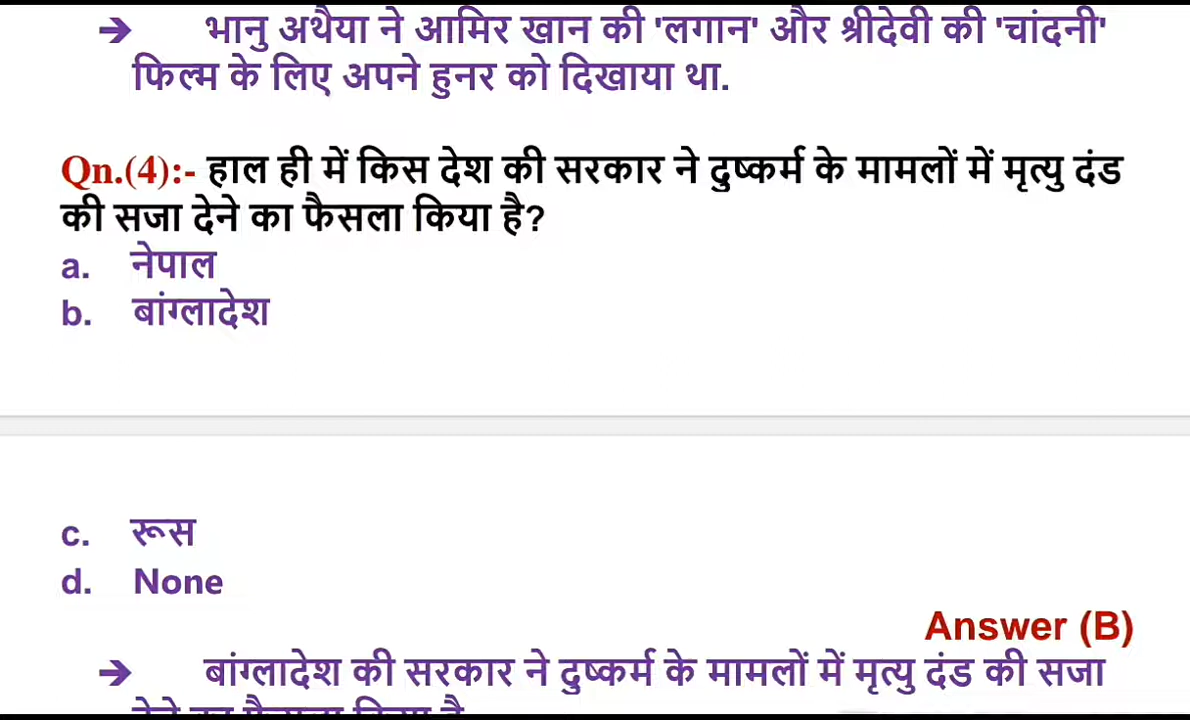 ➔ भानु अथैया ने आमिर खान की 'लगान' और श्रीदेवी की 'चांदनी'
फिल्म के लिए अपने हुनर को दिखाया था.
Qn.(4):- हाल ही में किस देश की सरकार ने दुष्कर्म के मामलों में मृत्यु दंड
की सजा देने का फैसला किया है?
a. नेपाल
b. बांग्लादेश
c. रूस
d. None
Answer (B)
➔ बांग्लादेश की सरकार ने दुष्कर्म के मामलों में मृत्यु दंड की सजा
देने का फैसला किया है